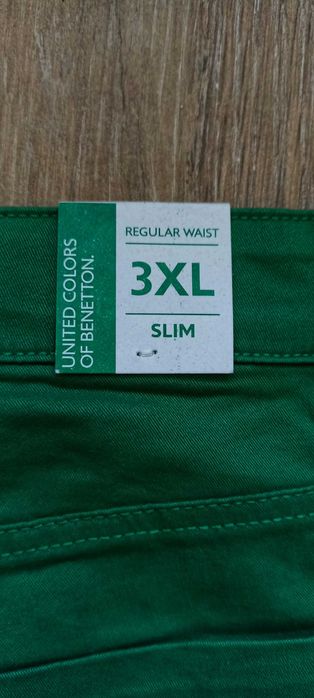 UNITED COLORS
OF BENETTON.
REGULAR WAIST
3XL
SLIM